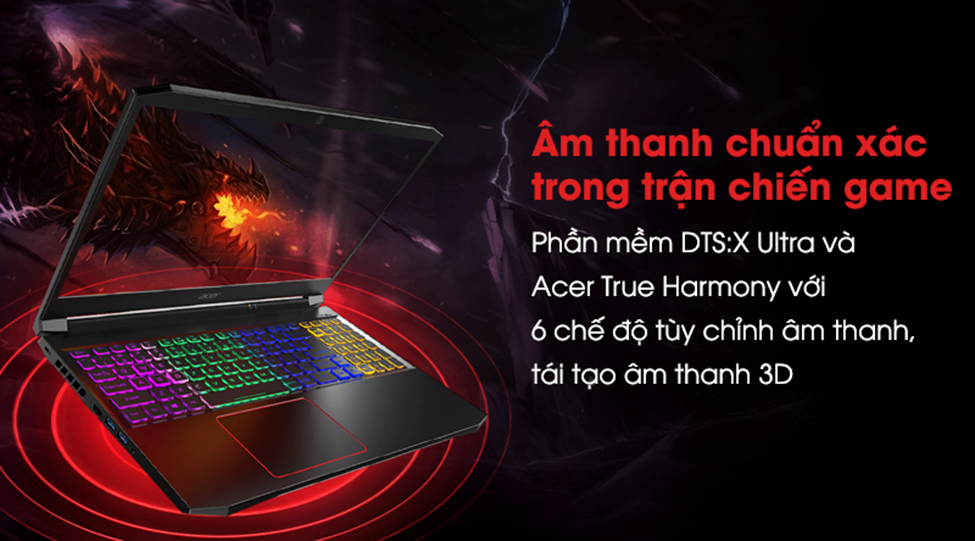 Âm thanh chuẩn xác
trong trận chiến game
Phần mềm DTS:X Ultra và
Acer True Harmony với
6 chế độ tùy chỉnh âm thanh,
tái tạo âm thanh 3D
acer